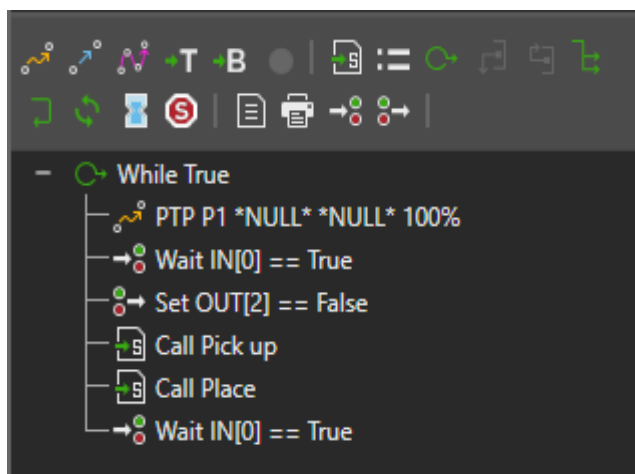 T B S
S
While True
PTP P1 *NULL* *NULL* 100%
Wait IN[0] == True
Set OUT[2] == False
S Call Pick up
S Call Place
Wait IN[0] == True